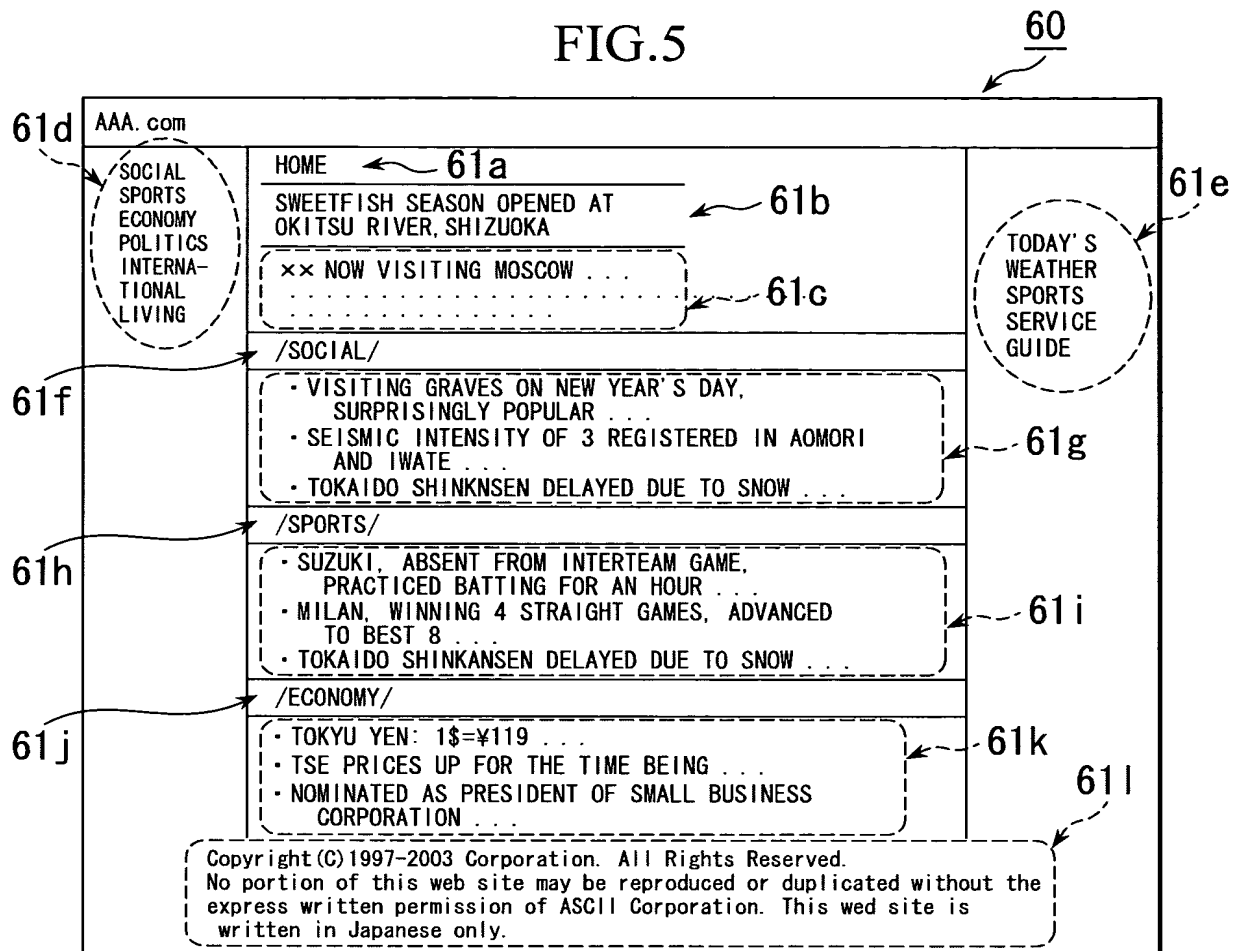 FIG.5
60
AAA.com
61d
SOCIAL
SPORTS
ECONOMY
POLITICS
INTERNA-
TIONAL
LIVING
HOME
61a
SWEETFISH SEASON OPENED AT
OKITSU RIVER, SHIZUOKA
61b
×× NOW VISITING MOSCOW . . .
. . . . . . . . . . . . . . . . . . . . . . . . . . .
. . . . . . . . . . . . . . .
61c
61e
TODAY'S
WEATHER
SPORTS
SERVICE
GUIDE
/SOCIAL/
61f
・VISITING GRAVES ON NEW YEAR'S DAY,
SURPRISINGLY POPULAR . . .
・SEISMIC INTENSITY OF 3 REGISTERED IN AOMORI
AND IWATE . . .
・TOKAIDO SHINKNSEN DELAYED DUE TO SNOW . . .
61g
/SPORTS/
61h
・SUZUKI, ABSENT FROM INTERTEAM GAME,
PRACTICED BATTING FOR AN HOUR . . .
・MILAN, WINNING 4 STRAIGHT GAMES, ADVANCED
TO BEST 8 . . .
・TOKAIDO SHINKANSEN DELAYED DUE TO SNOW . . .
61i
/ECONOMY/
61j
・TOKYU YEN: 1$=¥119 . . .
・TSE PRICES UP FOR THE TIME BEING . . .
・NOMINATED AS PRESIDENT OF SMALL BUSINESS
CORPORATION . . .
61k
61l
Copyright(C)1997-2003 Corporation. All Rights Reserved.
No portion of this web site may be reproduced or duplicated without the
express written permission of ASCII Corporation. This wed site is
written in Japanese only.